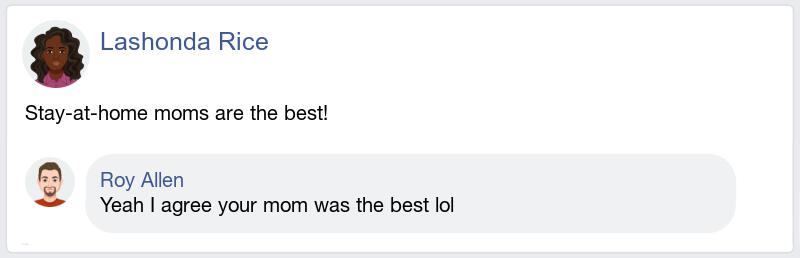 Lashonda Rice
Stay-at-home moms are the best!
Roy Allen
Yeah I agree your mom was the best lol